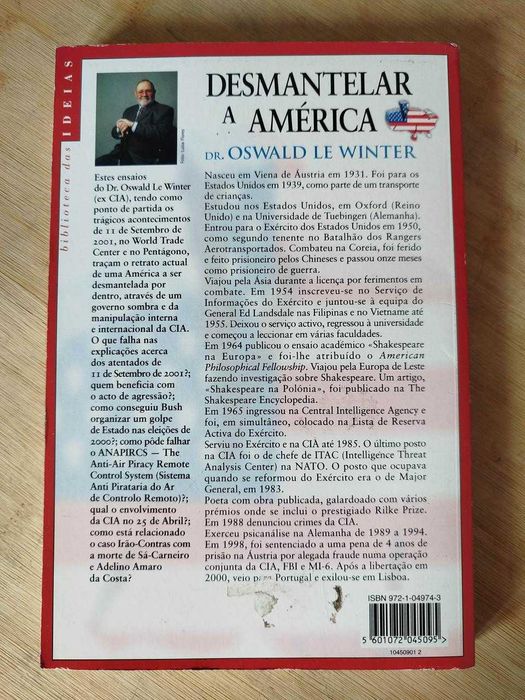 biblioteca das IDEIAS
DESMANTELAR
A AMÉRICA
DR. OSWALD LE WINTER
Estes ensaios
do Dr. Oswald Le Winter
(ex CIA), tendo como
ponto de partida os
trágicos acontecimentos
de 11 de Setembro de
2001, no World Trade
Center e no Pentágono,
traçam o retrato actual
de uma América a ser
desmantelada por
dentro, através de um
governo sombra e da
manipulação interna
e internacional da CIA.
O que falha nas
explicações acerca
dos atentados de
11 de Setembro de 2001?;
quem beneficia com
o acto de agressão?;
como conseguiu Bush
organizar um golpe
de Estado nas eleições de
2000?; como pôde falhar
o ANAPIRCS — The
Anti-Air Piracy Remote
Control System (Sistema
Anti Pirataria do Ar
de Controlo Remoto)?;
qual o envolvimento
da CIA no 25 de Abril?;
como está relacionado
o caso Irão-Contras com
a morte de Sá-Carneiro
e Adelino Amaro
da Costa?
Nasceu em Viena de Áustria em 1931. Foi para os
Estados Unidos em 1939, como parte de um transporte
de crianças.
Estudou nos Estados Unidos, em Oxford (Reino
Unido) e na Universidade de Tuebingen (Alemanha).
Entrou para o Exército dos Estados Unidos em 1950,
como segundo tenente no Batalhão dos Rangers
Aerotransportados. Combateu na Coreia, foi ferido
e feito prisioneiro pelos Chineses e passou onze meses
como prisioneiro de guerra.
Viajou pela Ásia durante a licença por ferimentos em
combate. Em 1954 inscreveu-se no Serviço de
Informações do Exército e juntou-se à equipa do
General Ed Landsdale nas Filipinas e no Vietname até
1955. Deixou o serviço activo, regressou à universidade
e começou a leccionar em várias faculdades.
Em 1964 publicou o ensaio académico «Shakespeare
na Europa» e foi-lhe atribuído o American
Philosophical Fellowship. Viajou pela Europa de Leste
fazendo investigação sobre Shakespeare. Um artigo,
«Shakespeare na Polónia», foi publicado na The
Shakespeare Encyclopedia.
Em 1965 ingressou na Central Intelligence Agency e
foi, em simultâneo, colocado na Lista de Reserva
Activa do Exército.
Serviu no Exército e na CIA até 1985. O último posto
na CIA foi o de chefe de ITAC (Intelligence Threat
Analysis Center) na NATO. O posto que ocupava
quando se reformou do Exército era o de Major
General, em 1983.
Poeta com obra publicada, galardoado com vários
prémios onde se inclui o prestigiado Rilke Prize.
Em 1988 denunciou crimes da CIA.
Exerceu psicanálise na Alemanha de 1989 a 1994.
Em 1998, foi sentenciado a uma pena de 4 anos de
prisão na Áustria por alegada fraude numa operação
conjunta da CIA, FBI e MI-6. Após a libertação em
2000, veio para Portugal e exilou-se em Lisboa.
ISBN 972-1-04974-3
5 601072 045095 >
10450901 2